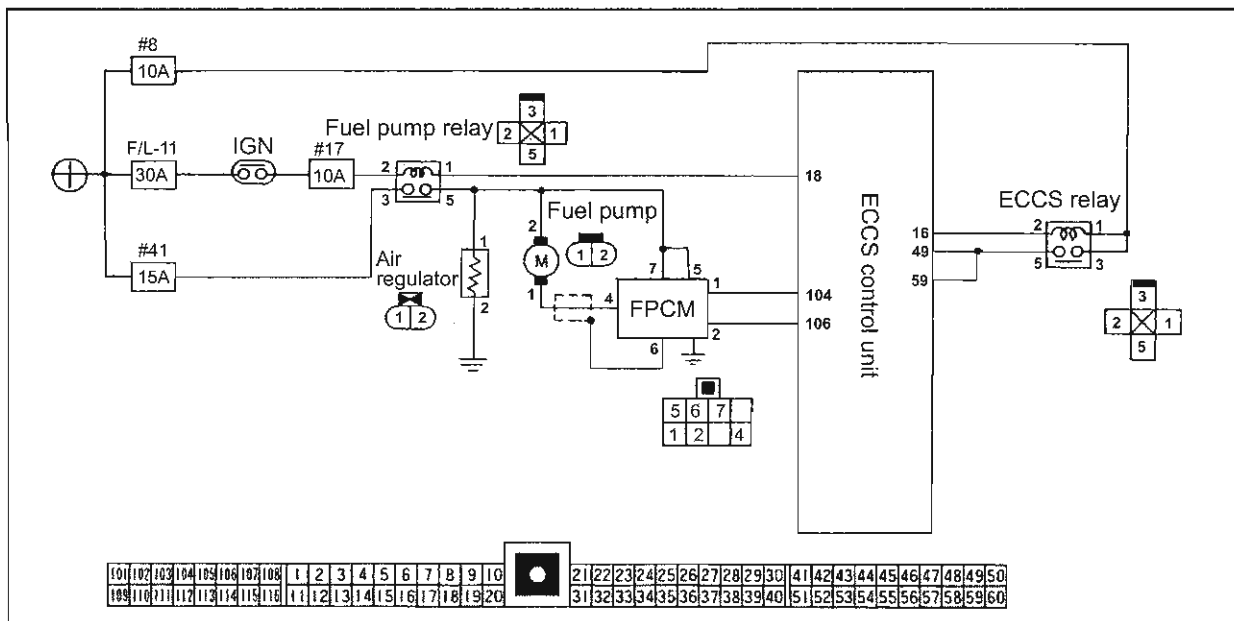 #8
10A
3
2 1
5
Fuel pump relay
F/L-11 IGN #17
30A 10A
2 1
3 5
18
ECCS control unit
ECCS relay
16 2 1
49 5 3
59
3
2 1
5
#41
15A
Air regulator
1
2
1 2
Fuel pump
2
M
1
1 2
7 5
4 FPCM 1
2
6
104
106
5 6 7
1 2 4
101 102 103 104 105 106 107 108 1 2 3 4 5 6 7 8 9 10 21 22 23 24 25 26 27 28 29 30 41 42 43 44 45 46 47 48 49 50
109 110 111 112 113 114 115 116 11 12 13 14 15 16 17 18 19 20 31 32 33 34 35 36 37 38 39 40 51 52 53 54 55 56 57 58 59 60